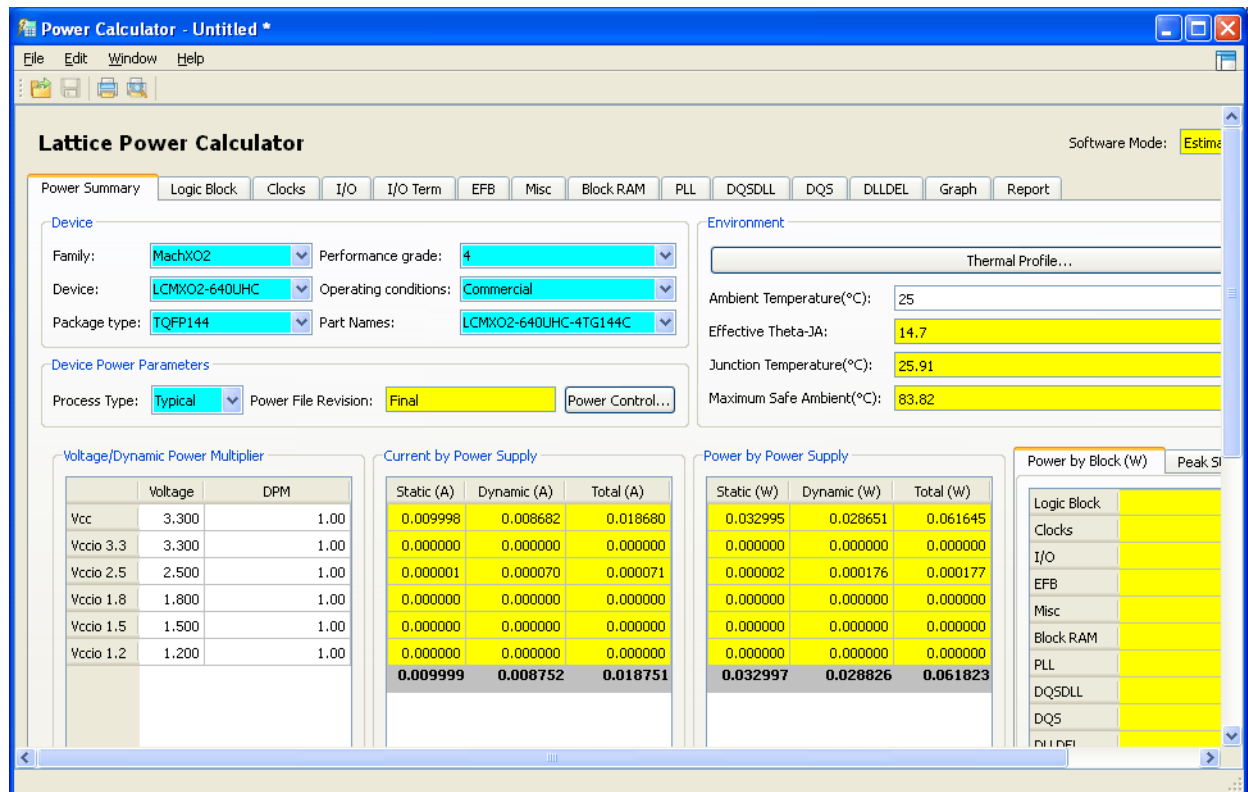 Power Calculator - Untitled *
File Edit Window Help
Lattice Power Calculator
Software Mode:
Power Summary Logic Block Clocks I/O I/O Term EFB Misc Block RAM PLL DQSDLL DQS DLLDEL Graph Report
Device
Family: MachXO2 Performance grade: 4
Device: LCMXO2-640UHC Operating conditions: Commercial
Package type: TQFP144 Part Names: LCMXO2-640UHC-4TG144C
Device Power Parameters
Process Type: Typical Power File Revision: Final Power Control...
Environment
Thermal Profile...
Ambient Temperature(°C): 25
Effective Theta-JA: 14.7
Junction Temperature(°C): 25.91
Maximum Safe Ambient(°C): 83.82
Voltage/Dynamic Power Multiplier
Voltage DPM
Vcc 3.300 1.00
Vccio 3.3 3.300 1.00
Vccio 2.5 2.500 1.00
Vccio 1.8 1.800 1.00
Vccio 1.5 1.500 1.00
Vccio 1.2 1.200 1.00
Current by Power Supply
Static (A) Dynamic (A) Total (A)
0.009998 0.008682 0.018680
0.000000 0.000000 0.000000
0.000001 0.000070 0.000071
0.000000 0.000000 0.000000
0.000000 0.000000 0.000000
0.000000 0.000000 0.000000
0.009999 0.008752 0.018751
Power by Power Supply
Static (W) Dynamic (W) Total (W)
0.032995 0.028651 0.061645
0.000000 0.000000 0.000000
0.000002 0.000176 0.000177
0.000000 0.000000 0.000000
0.000000 0.000000 0.000000
0.000000 0.000000 0.000000
0.032997 0.028826 0.061823
Power by Block (W) Peak
Logic Block
Clocks
I/O
EFB
Misc
Block RAM
PLL
DQSDLL
DQS
DLLDEL